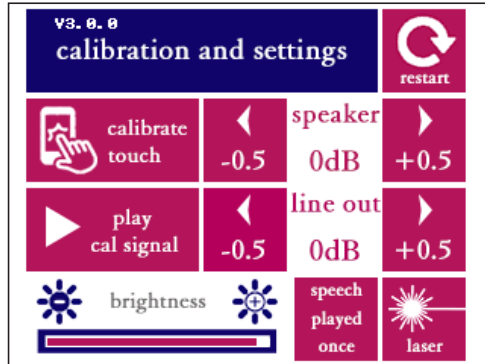 V3.0.0
calibration and settings
restart
calibrate
touch
-0.5
speaker
0dB
+0.5
play
cal signal
-0.5
line out
0dB
+0.5
brightness
speech
played
once
laser